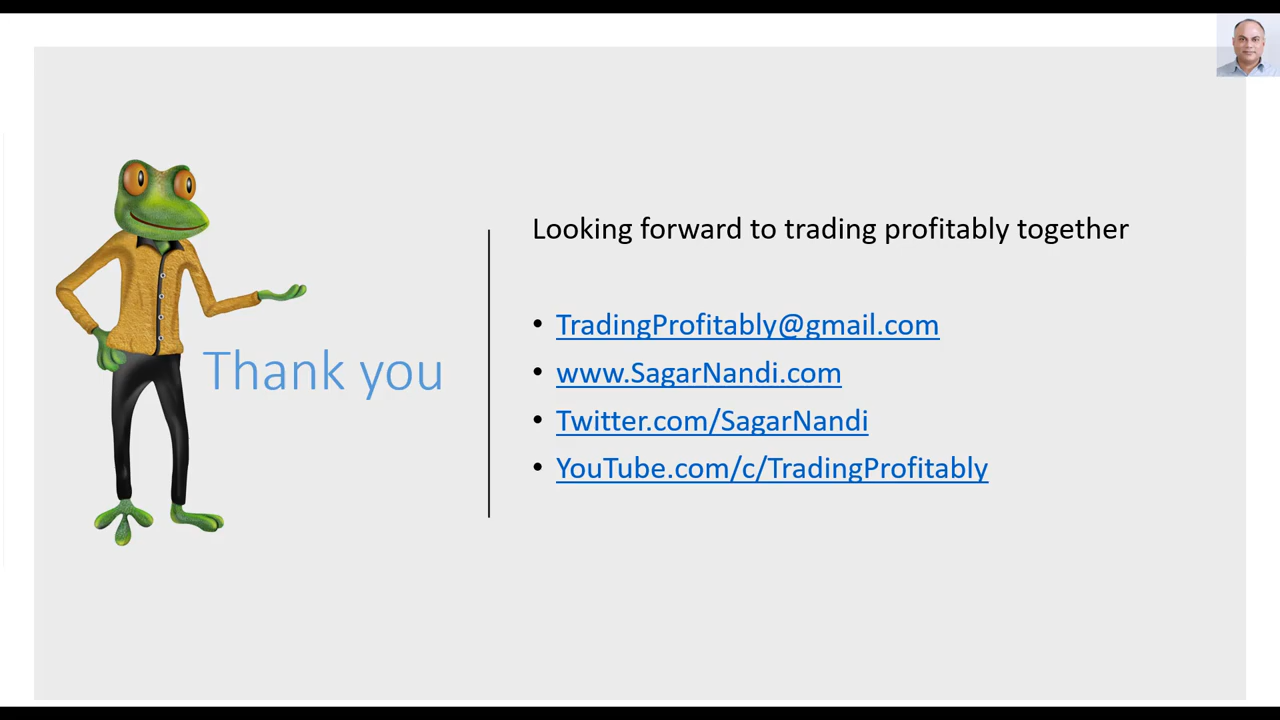 Thank you
Looking forward to trading profitably together
• TradingProfitably@gmail.com
• www.SagarNandi.com
• Twitter.com/SagarNandi
• YouTube.com/c/TradingProfitably